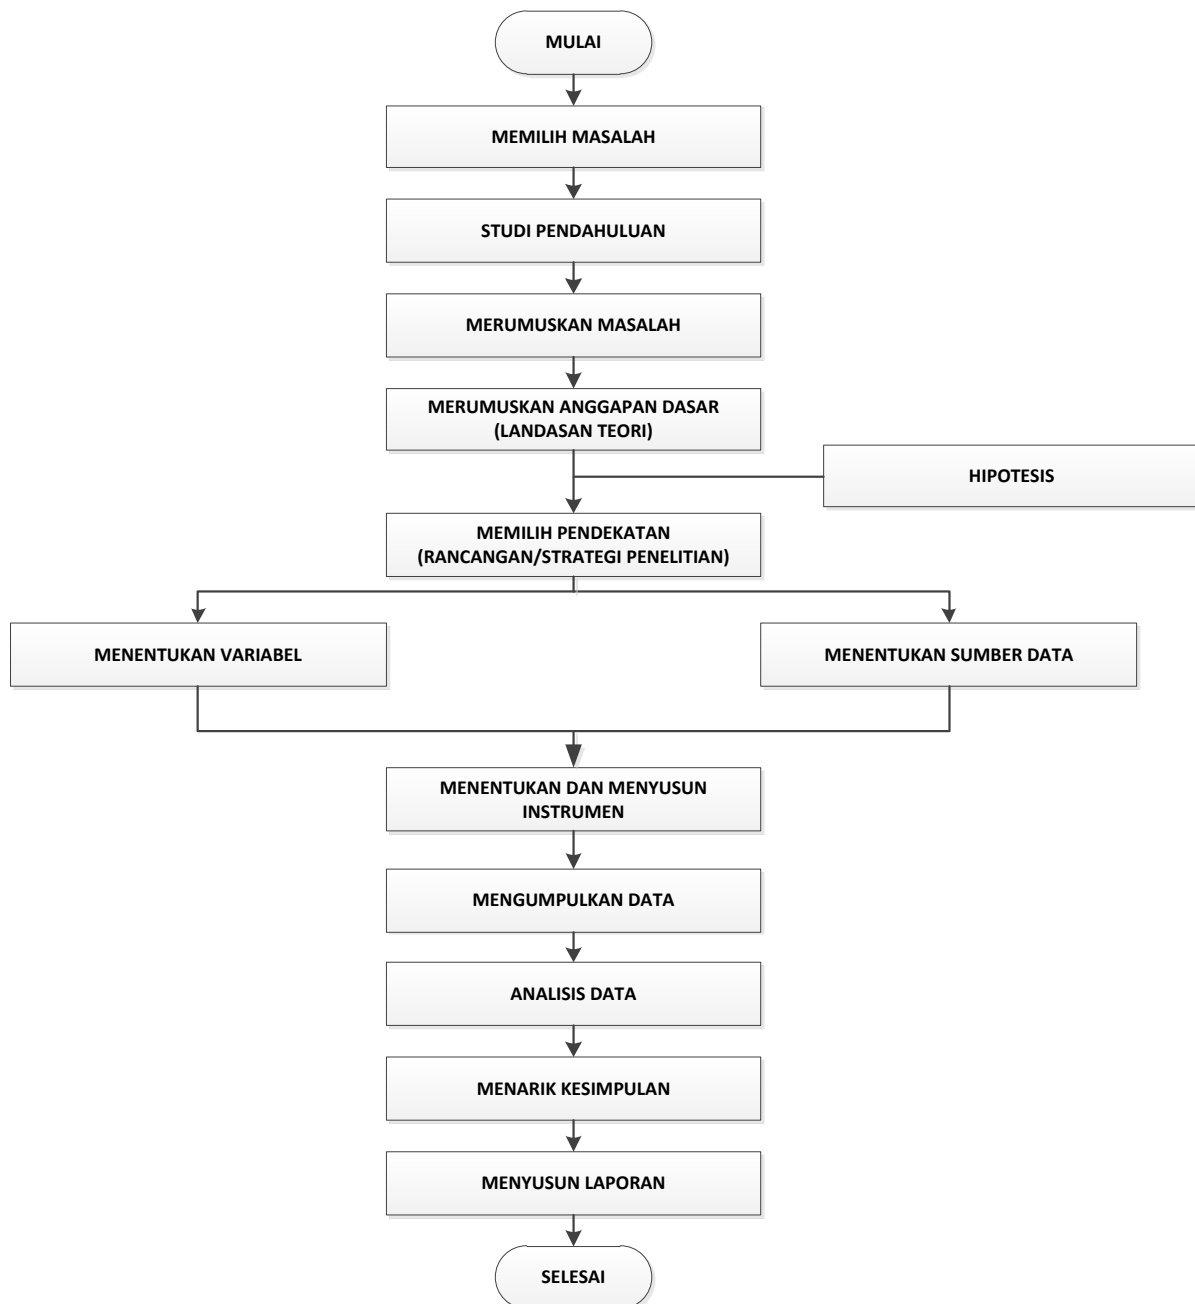 MULAI
MEMILIH MASALAH
STUDI PENDAHULUAN
MERUMUSKAN MASALAH
MERUMUSKAN ANGGAPAN DASAR
(LANDASAN TEORI)
HIPOTESIS
MEMILIH PENDEKATAN
(RANCANGAN/STRATEGI PENELITIAN)
MENENTUKAN VARIABEL
MENENTUKAN SUMBER DATA
MENENTUKAN DAN MENYUSUN
INSTRUMEN
MENGUMPULKAN DATA
ANALISIS DATA
MENARIK KESIMPULAN
MENYUSUN LAPORAN
SELESAI